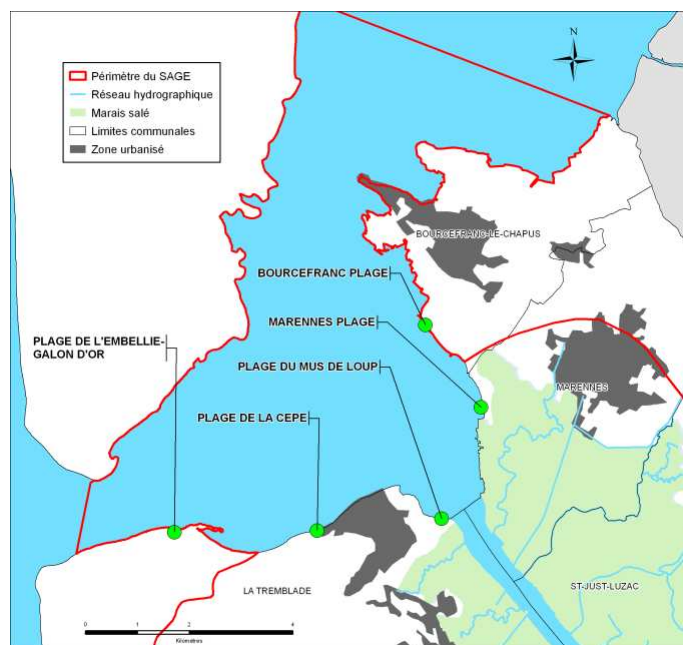 N
Périmètre du SAGE
Réseau hydrographique
Marais salé
Limites communales
Zone urbanisé
BOURCEFRANC-LE-CHAPUS
BOURCEFRANC PLAGE
MARENNES PLAGE
PLAGE DE L'EMBELLIE-
GALON D'OR
PLAGE DU MUS DE LOUP
MARENNES
PLAGE DE LA CEPE
LA TREMBLADE
ST-JUST-LUZAC
0 1 2 4
Kilomètres